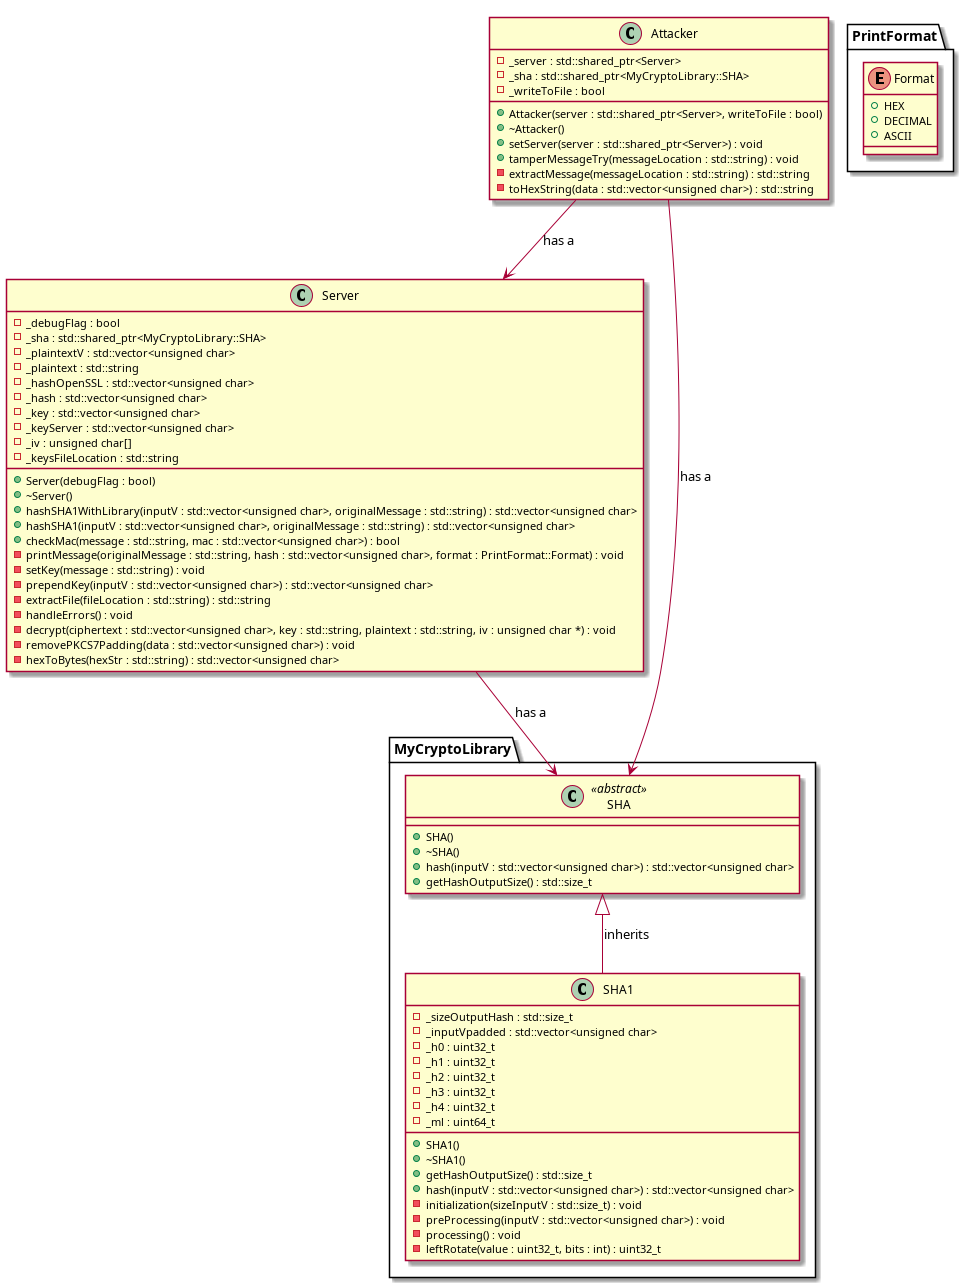 C Attacker
_server : std::shared_ptr<Server>
_sha : std::shared_ptr<MyCryptoLibrary::SHA>
_writeToFile : bool
Attacker(server : std::shared_ptr<Server>, writeToFile : bool)
~Attacker()
setServer(server : std::shared_ptr<Server>) : void
tamperMessageTry(messageLocation : std::string) : void
extractMessage(messageLocation : std::string) : std::string
toHexString(data : std::vector<unsigned char>) : std::string
PrintFormat
E Format
HEX
DECIMAL
ASCII
has a
C Server
_debugFlag : bool
_sha : std::shared_ptr<MyCryptoLibrary::SHA>
_plaintextV : std::vector<unsigned char>
_plaintext : std::string
_hashOpenSSL : std::vector<unsigned char>
_hash : std::vector<unsigned char>
_key : std::vector<unsigned char>
_keyServer : std::vector<unsigned char>
_iv : unsigned char[]
_keysFileLocation : std::string
Server(debugFlag : bool)
~Server()
hashSHA1WithLibrary(inputV : std::vector<unsigned char>, originalMessage : std::string) : std::vector<unsigned char>
hashSHA1(inputV : std::vector<unsigned char>, originalMessage : std::string) : std::vector<unsigned char>
checkMac(message : std::string, mac : std::vector<unsigned char>) : bool
printMessage(originalMessage : std::string, hash : std::vector<unsigned char>, format : PrintFormat::Format) : void
setKey(message : std::string) : void
prependKey(inputV : std::vector<unsigned char>) : std::vector<unsigned char>
extractFile(fileLocation : std::string) : std::string
handleErrors() : void
decrypt(ciphertext : std::vector<unsigned char>, key : std::string, plaintext : std::string, iv : unsigned char *) : void
removePKCS7Padding(data : std::vector<unsigned char>) : void
hexToBytes(hexStr : std::string) : std::vector<unsigned char>
has a
has a
MyCryptoLibrary
C «abstract»
SHA
SHA()
~SHA()
hash(inputV : std::vector<unsigned char>) : std::vector<unsigned char>
getHashOutputSize() : std::size_t
inherits
C SHA1
_sizeOutputHash : std::size_t
_inputVpadded : std::vector<unsigned char>
_h0 : uint32_t
_h1 : uint32_t
_h2 : uint32_t
_h3 : uint32_t
_h4 : uint32_t
_ml : uint64_t
SHA1()
~SHA1()
getHashOutputSize() : std::size_t
hash(inputV : std::vector<unsigned char>) : std::vector<unsigned char>
initialization(sizeInputV : std::size_t) : void
preProcessing(inputV : std::vector<unsigned char>) : void
processing() : void
leftRotate(value : uint32_t, bits : int) : uint32_t